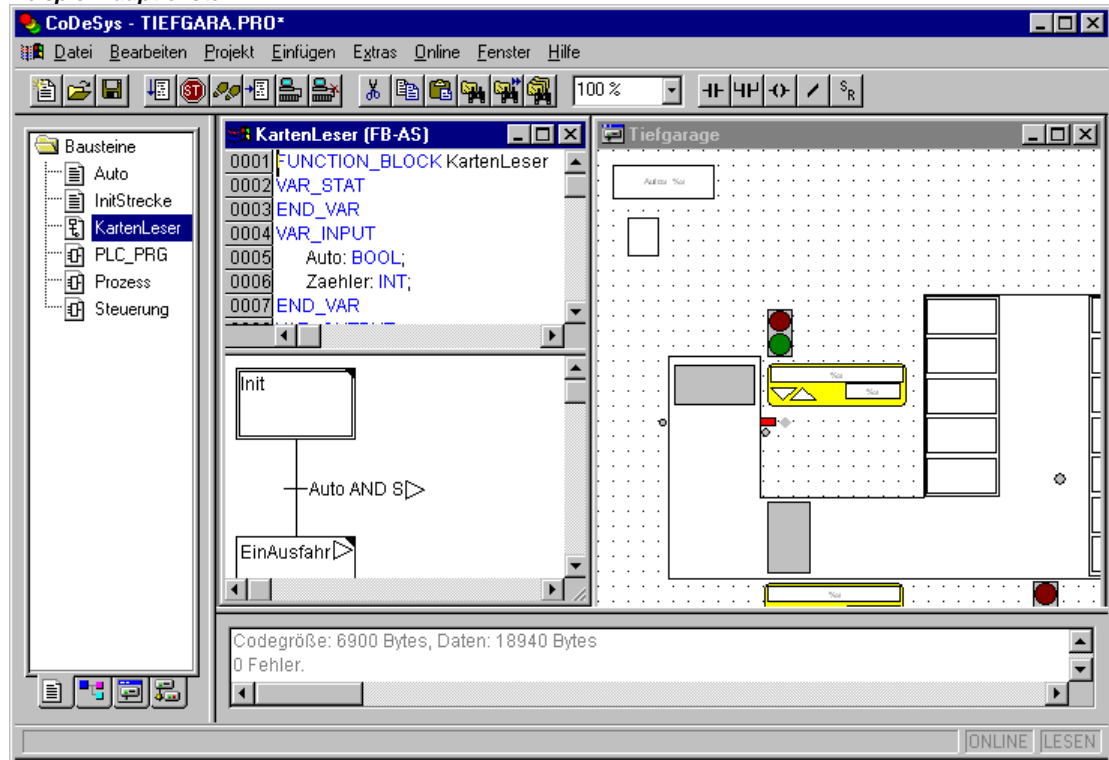 CoDeSys - TIEFGARA.PRO*
Datei Bearbeiten Projekt Einfügen Extras Online Fenster Hilfe
100 %
Bausteine
Auto
InitStrecke
KartenLeser
PLC_PRG
Prozess
Steuerung
KartenLeser (FB-AS)
0001 FUNCTION_BLOCK KartenLeser
0002 VAR_STAT
0003 END_VAR
0004 VAR_INPUT
0005 Auto: BOOL;
0006 Zaehler: INT;
0007 END_VAR
Init
Auto AND S
EinAusfahr
Tiefgarage
Autos %s
%s
%s
%s
Codegröße: 6900 Bytes, Daten: 18940 Bytes
0 Fehler.
ONLINE LESEN